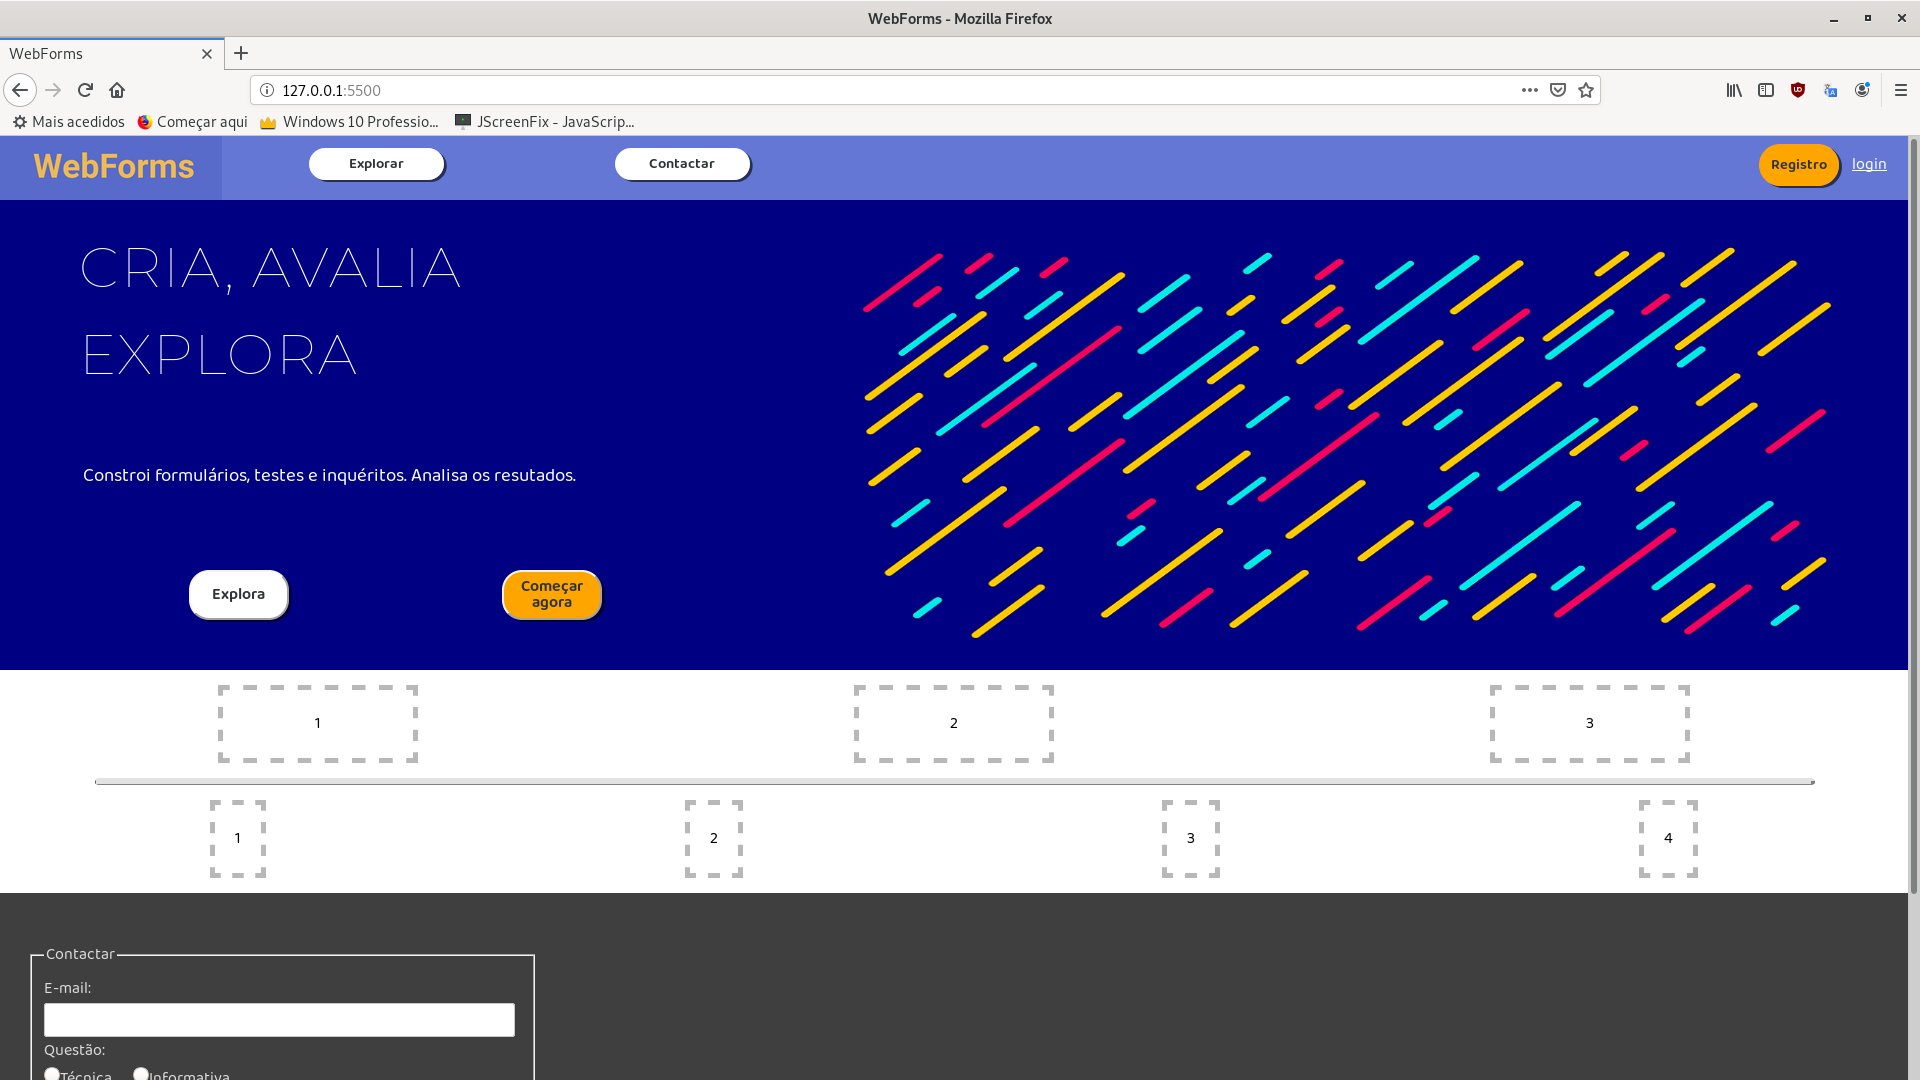 WebForms - Mozilla Firefox
WebForms
127.0.0.1:5500
Mais acedidos Começar aqui Windows 10 Professio... JScreenFix - JavaScrip...
WebForms Explorar Contactar Registro login
CRIA, AVALIA
EXPLORA
Constroi formulários, testes e inquéritos. Analisa os resutados.
Explora Começar
agora
1 2 3
1 2 3 4
Contactar
E-mail:
Questão:
Técnica Informativa